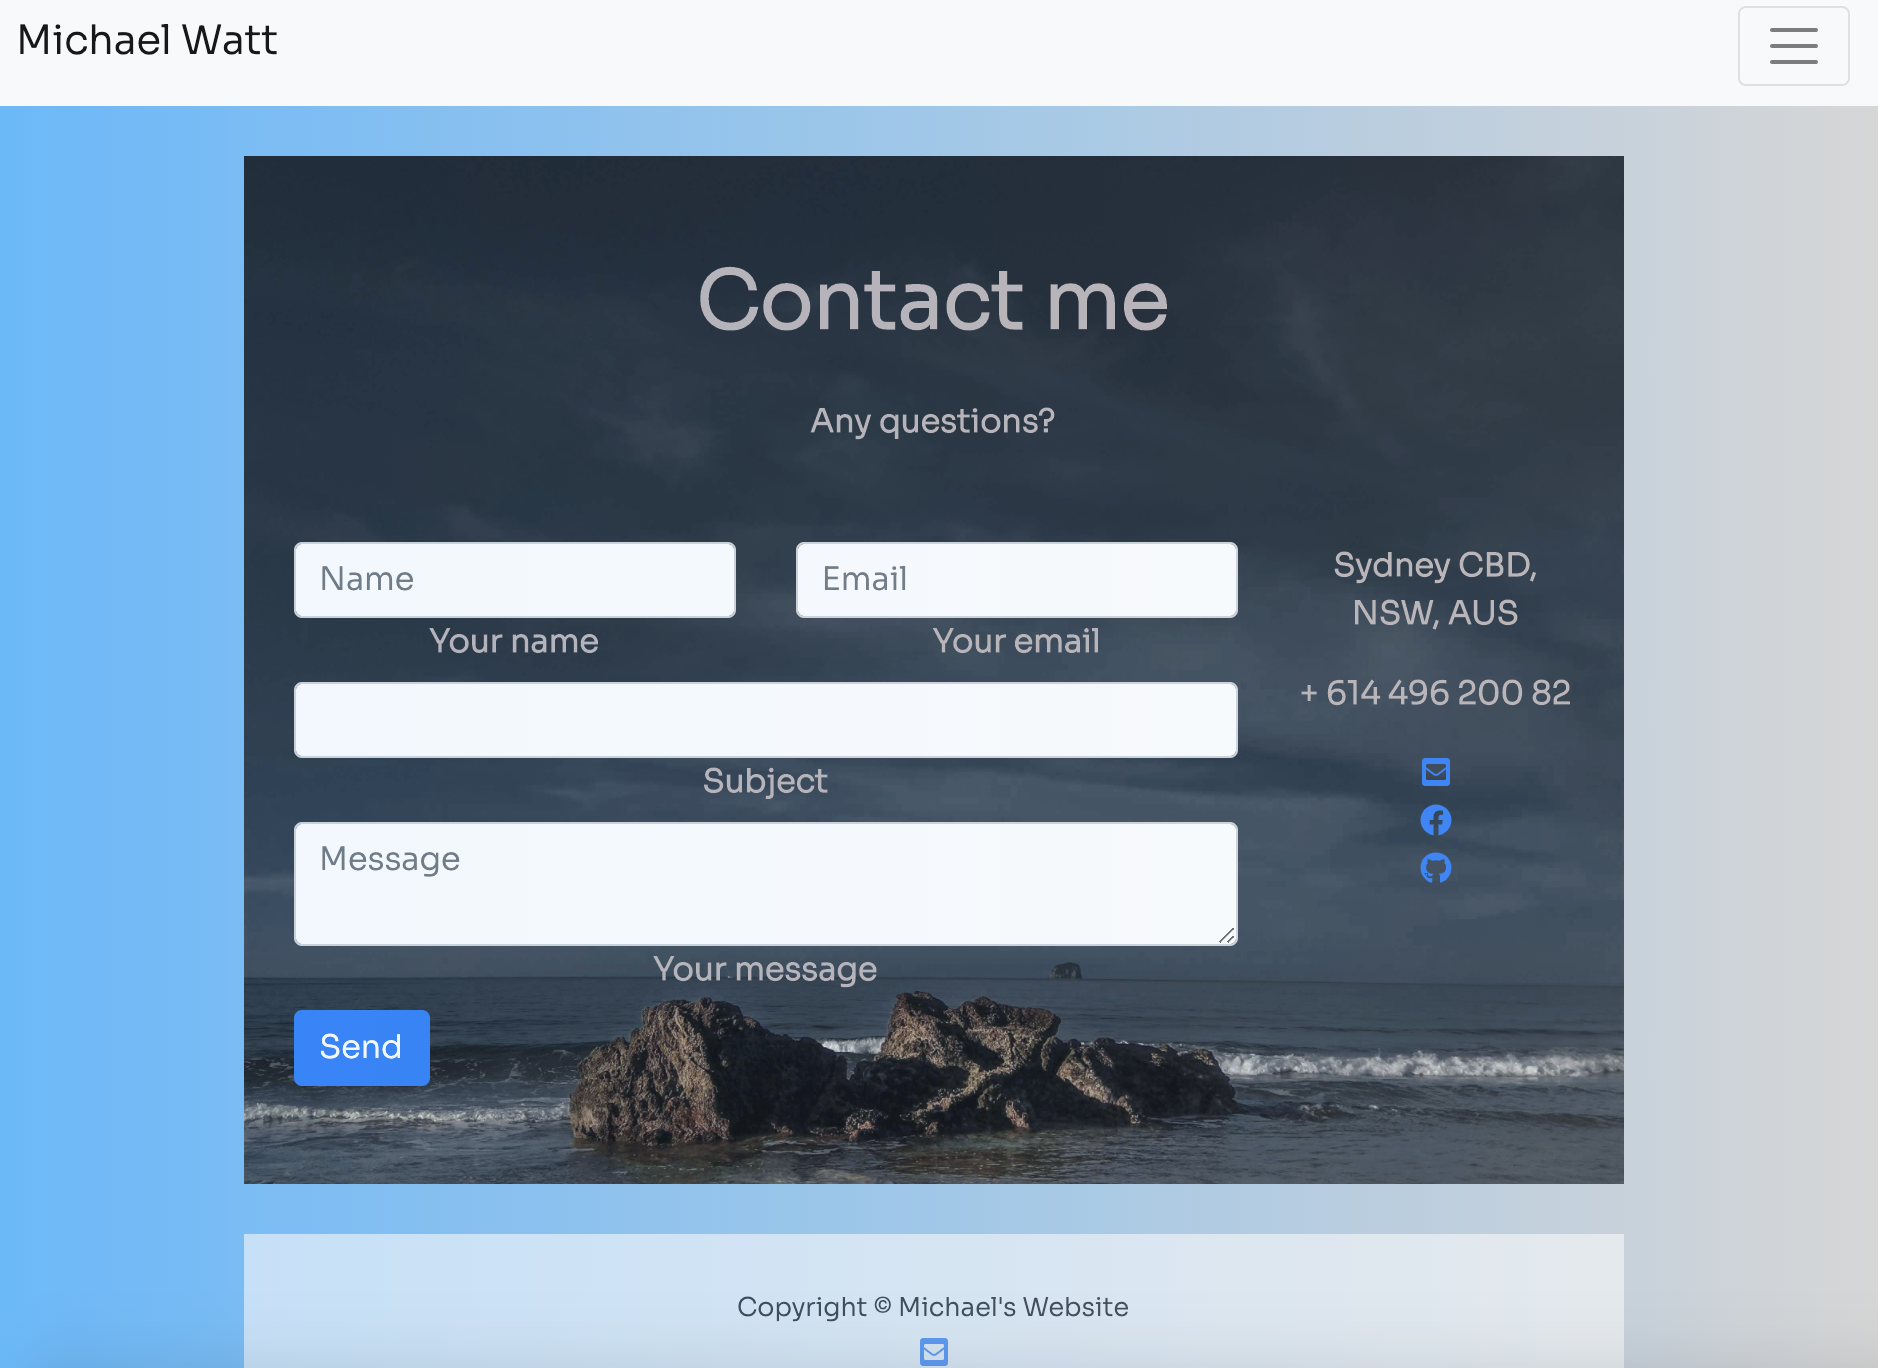 Michael Watt
Contact me
Any questions?
Name
Email
Your name
Your email
Subject
Message
Your message
Send
Sydney CBD,
NSW, AUS
+ 614 496 200 82
Copyright © Michael's Website